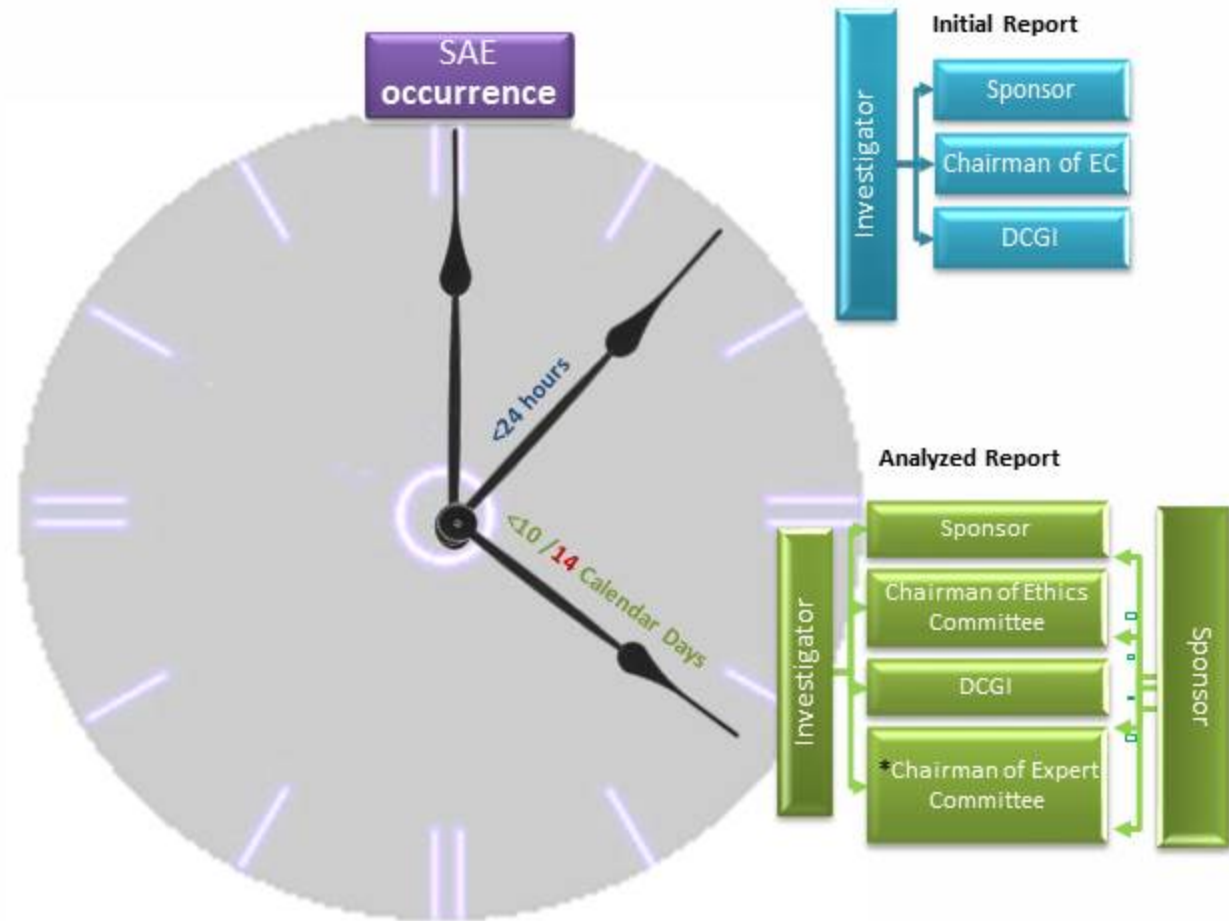 SAE
occurrence
Initial Report
Investigator
Sponsor
Chairman of EC
DCGI
<24 hours
<10 /14 Calendar Days
Analyzed Report
Investigator
Sponsor
Chairman of Ethics
Committee
DCGI
*Chairman of Expert
Committee
Sponsor